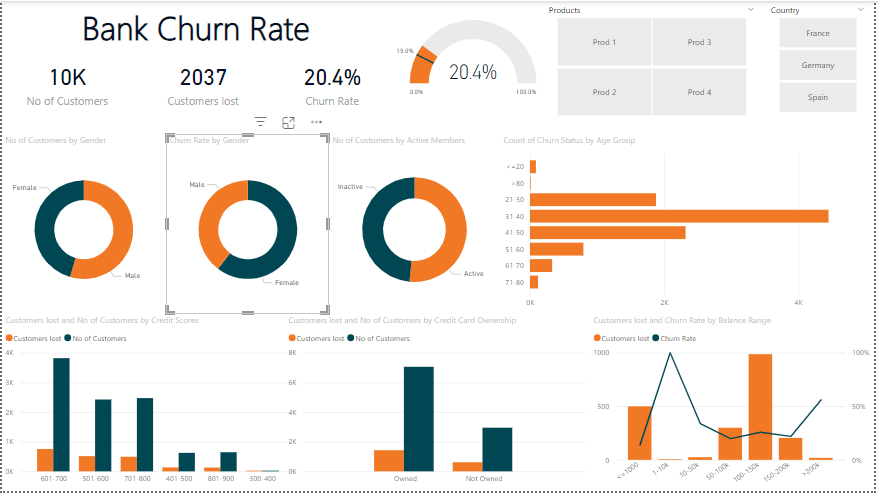 Bank Churn Rate
10K
No of Customers
2037
Customers lost
20.4%
Churn Rate
15.0%
20.4%
0.0%
100.0%
Products
Prod 1
Prod 3
Prod 2
Prod 4
Country
France
Germany
Spain
No of Customers by Gender
Female
Male
Churn Rate by Gender
Male
Female
No of Customers by Active Members
Inactive
Active
Count of Churn Status by Age Group
<=20
>80
21-30
31-40
41-50
51-60
61-70
71-80
0K
2K
4K
Customers lost and No of Customers by Credit Scores
Customers lost
No of Customers
4K
3K
2K
1K
0K
601-700
501-600
701-800
401-500
801-900
300-400
Customers lost and No of Customers by Credit Card Ownership
Customers lost
No of Customers
8K
6K
4K
2K
0K
Owned
Not Owned
Customers lost and Churn Rate by Balance Range
Customers lost
Churn Rate
1000
500
0
100%
50%
0%
<=1000
1-10k
10-50k
50-100k
100-150k
150-200k
>200k